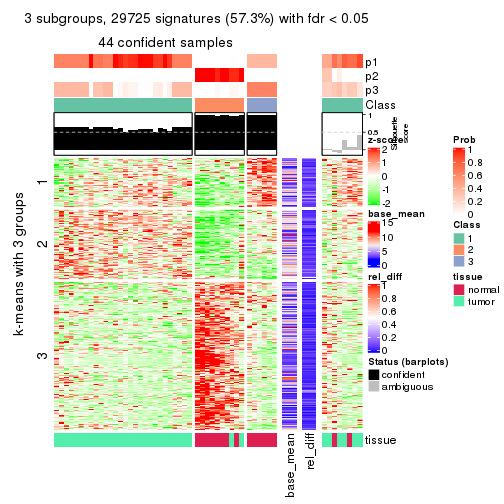 3 subgroups, 29725 signatures (57.3%) with fdr < 0.05
44 confident samples
p1
p2
p3
Class
1
0.5
0
Silhouette
score
k-means with 3 groups
1
2
3
tissue
base_mean
rel_diff
z-score
2
1
0
-1
-2
base_mean
15
10
5
0
rel_diff
1
0.8
0.6
0.4
0.2
0
Status (barplots)
confident
ambiguous
Prob
1
0.8
0.6
0.4
0.2
0
Class
1
2
3
tissue
normal
tumor